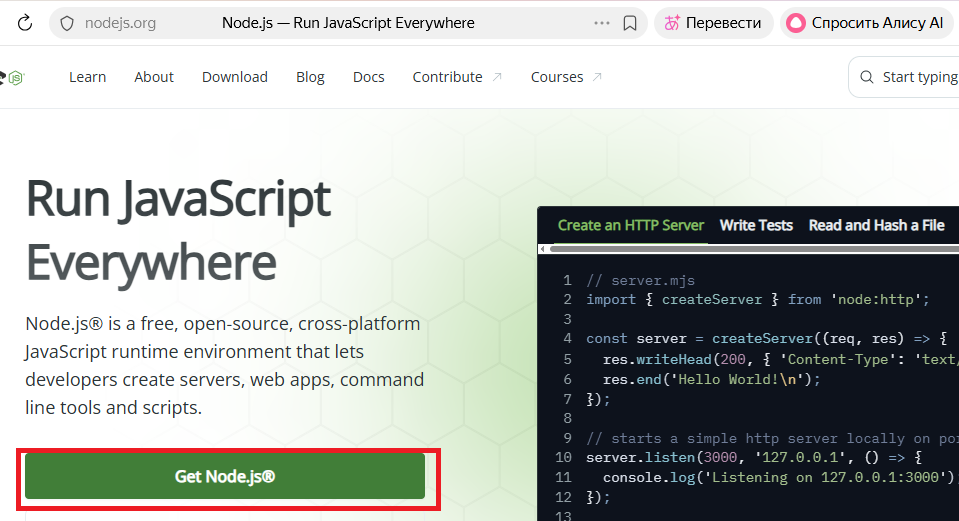 nodejs.org
Node.js — Run JavaScript Everywhere
Перевести
Спросить Алису AI
Learn
About
Download
Blog
Docs
Contribute
Courses
Start typing
Run JavaScript
Everywhere
Node.js® is a free, open-source, cross-platform
JavaScript runtime environment that lets
developers create servers, web apps, command
line tools and scripts.
Get Node.js®
Create an HTTP Server
Write Tests
Read and Hash a File
1 // server.mjs
2 import { createServer } from 'node:http';
3
4 const server = createServer((req, res) => {
5   res.writeHead(200, { 'Content-Type': 'text/
6   res.end('Hello World!\n');
7 });
8
9 // starts a simple http server locally on por
10 server.listen(3000, '127.0.0.1', () => {
11   console.log('Listening on 127.0.0.1:3000')
12 });
13